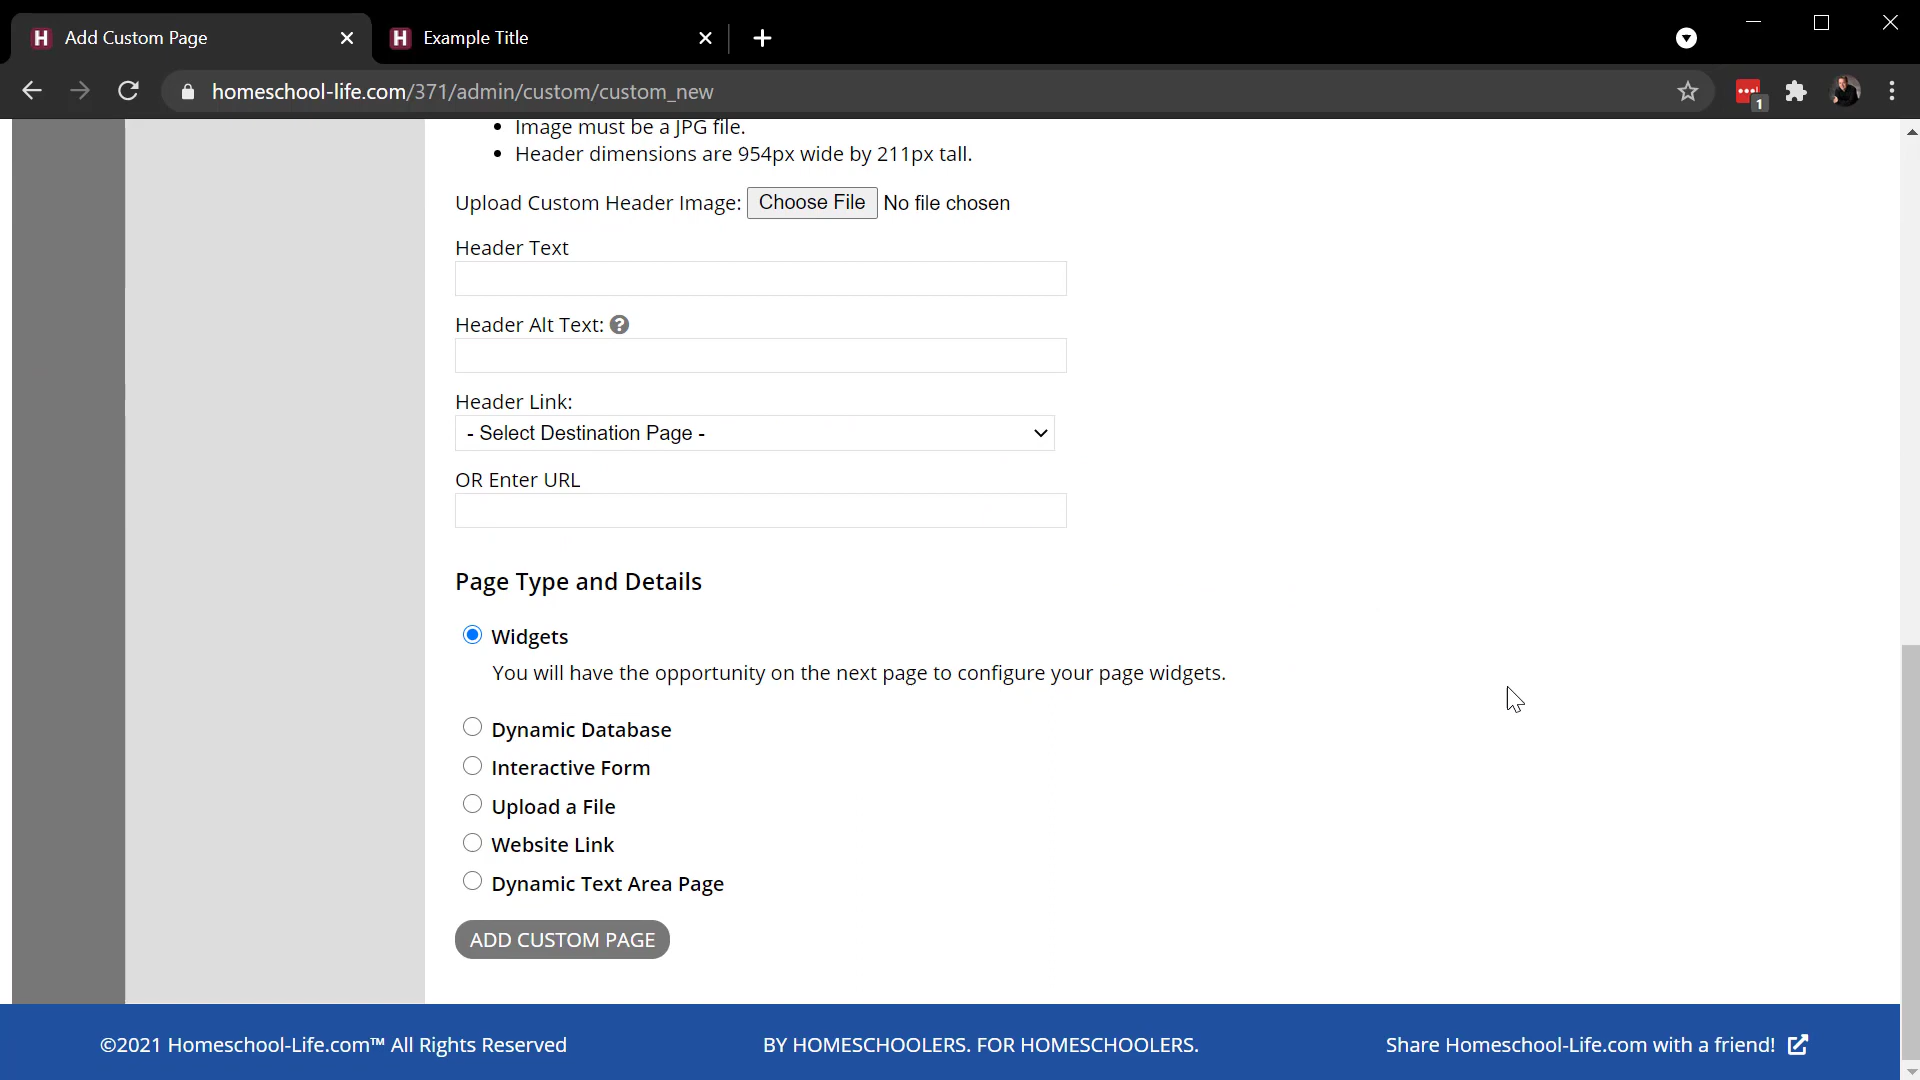 Add Custom Page
Example Title
homeschool-life.com/371/admin/custom/custom_new
1
Image must be a JPG file.
Header dimensions are 954px wide by 211px tall.
Upload Custom Header Image: Choose File No file chosen
Header Text
Header Alt Text: ?
Header Link:
- Select Destination Page -
OR Enter URL
Page Type and Details
Widgets
You will have the opportunity on the next page to configure your page widgets.
Dynamic Database
Interactive Form
Upload a File
Website Link
Dynamic Text Area Page
ADD CUSTOM PAGE
©2021 Homeschool-Life.com™ All Rights Reserved
BY HOMESCHOOLERS. FOR HOMESCHOOLERS.
Share Homeschool-Life.com with a friend!